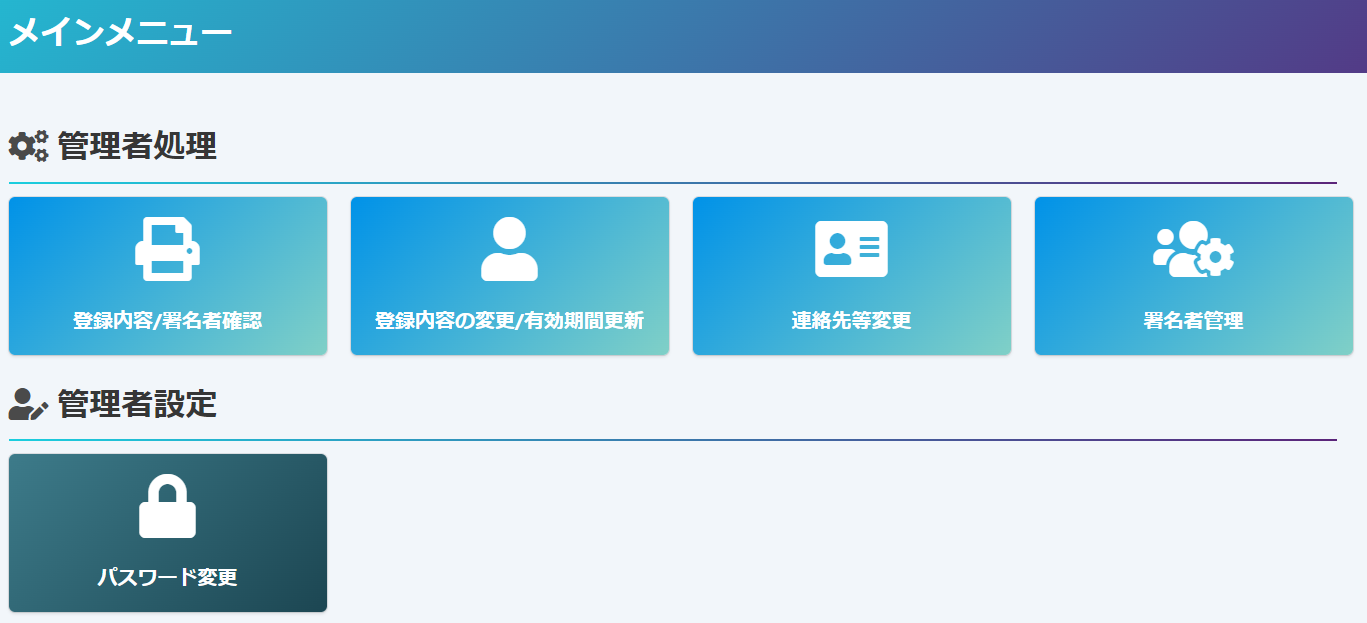 メインメニュー
管理者処理
登録内容/署名者確認
登録内容の変更/有効期間更新
連絡先等変更
署名者管理
管理者設定
パスワード変更